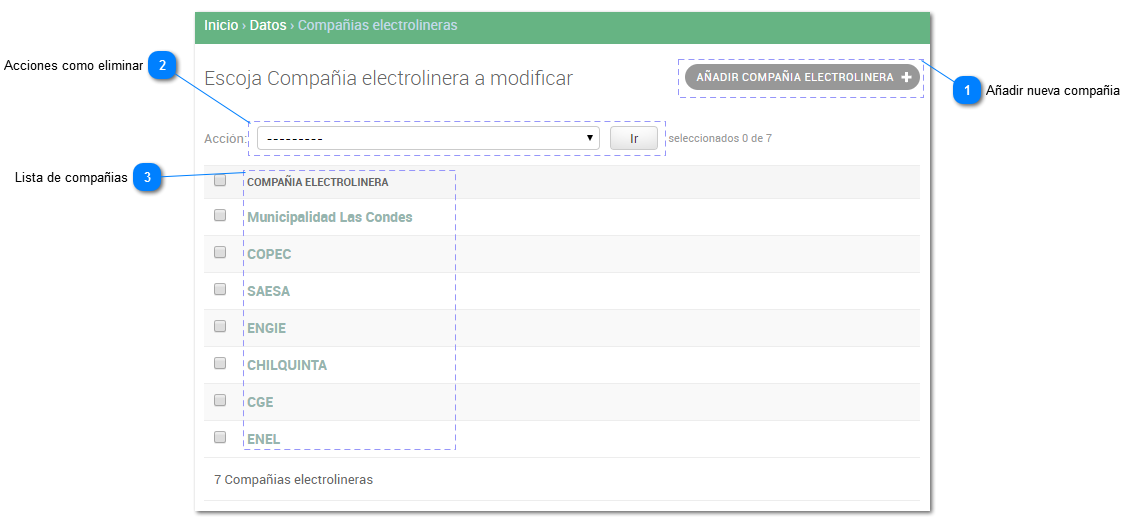 Inicio › Datos › Compañias electrolineras
Acciones como eliminar 2
Escoja Compañia electrolinera a modificar
AÑADIR COMPAÑIA ELECTROLINERA +
1 Añadir nueva compañia
Acción: --------- Ir seleccionados 0 de 7
Lista de compañias 3
COMPAÑIA ELECTROLINERA
Municipalidad Las Condes
COPEC
SAESA
ENGIE
CHILQUINTA
CGE
ENEL
7 Compañias electrolineras